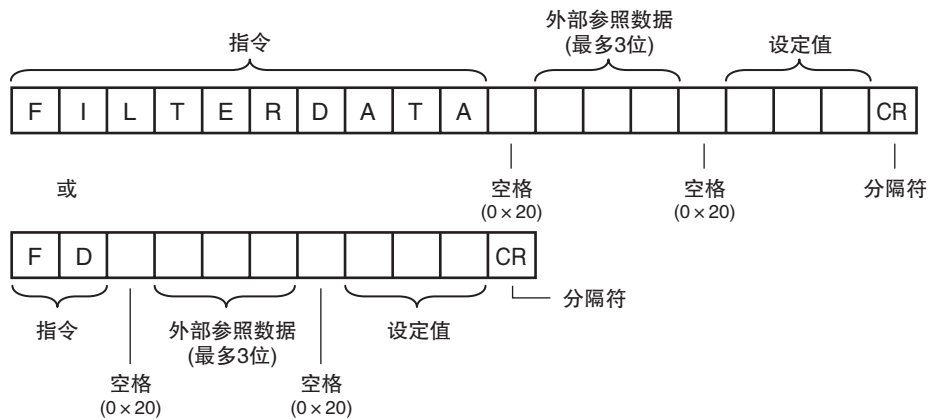 外部参照数据
指令 (最多3位) 设定值
F I L T E R D A T A CR
空格 空格 分隔符
(0×20) (0×20)
或
F D CR
分隔符
指令 外部参照数据 设定值
(最多3位)
空格 空格
(0×20) (0×20)